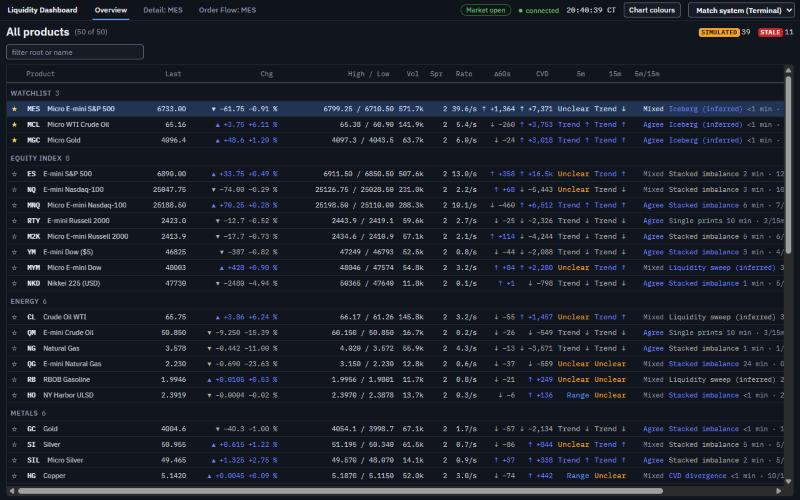 Liquidity Dashboard Overview Detail: MES Order Flow: MES Market open ● connected 20:40:39 CT Chart colours Match system (Terminal)
All products (50 of 50) SIMULATED 39 STALE 11
filter root or name
Product Last Chg High / Low Vol Spr Rate Δ60s CVD 5m 15m 5m/15m
WATCHLIST 3
★ MES Micro E-mini S&P 500 6733.00 ▼ -61.75 -0.91 % 6799.25 / 6710.50 571.7k 2 39.6/s ↑ +1,364 ↑ +7,371 Unclear Trend ↓ Mixed Iceberg (inferred) <1 min ·
★ MCL Micro WTI Crude Oil 65.16 ▲ +3.75 +6.11 % 65.38 / 60.90 141.9k 2 5.4/s ↓ -260 ↑ +3,753 Trend ↑ Trend ↑ Agree Iceberg (inferred) <1 min ·
★ MGC Micro Gold 4096.4 ▲ +48.6 +1.20 % 4097.3 / 4043.5 63.7k 2 6.0/s ↓ -24 ↑ +3,018 Trend ↑ Trend ↑ Agree Iceberg (inferred) <1 min ·
EQUITY INDEX 8
☆ ES E-mini S&P 500 6890.00 ▲ +33.75 +0.49 % 6911.50 / 6850.50 507.6k 2 13.0/s ↑ +358 ↑ +16.5k Unclear Trend ↑ Mixed Stacked imbalance 2 min · 12
☆ NQ E-mini Nasdaq-100 25047.75 ▼ -74.00 -0.29 % 25126.75 / 25028.50 231.0k 2 2.2/s ↑ +60 ↓ -5,443 Unclear Trend ↓ Mixed Stacked imbalance 3 min · 10
☆ MNQ Micro E-mini Nasdaq-100 25188.50 ▲ +70.25 +0.28 % 25198.50 / 25110.00 288.3k 2 10.1/s ↓ -460 ↑ +6,512 Trend ↑ Trend ↑ Agree Stacked imbalance 6 min · 7/
☆ RTY E-mini Russell 2000 2423.0 ▼ -12.7 -0.52 % 2443.9 / 2419.1 59.6k 2 2.7/s ↓ -25 ↓ -2,326 Trend ↓ Trend ↓ Agree Single prints 10 min · 2/15m
☆ M2K Micro E-mini Russell 2000 2413.9 ▼ -17.7 -0.73 % 2434.6 / 2410.9 57.1k 2 2.1/s ↑ +114 ↓ -4,244 Trend ↓ Trend ↓ Agree Stacked imbalance 2 min · 5/
☆ YM E-mini Dow ($5) 46825 ▼ -387 -0.82 % 47249 / 46793 52.5k 2 0.8/s ↓ -44 ↓ -2,088 Trend ↓ Trend ↓ Agree Stacked imbalance 3 min · 6/
☆ MYM Micro E-mini Dow 48003 ▲ +428 +0.90 % 48046 / 47574 54.8k 2 3.2/s ↑ +84 ↑ +2,280 Unclear Trend ↑ Mixed Liquidity sweep (inferred) 3
☆ NKD Nikkei 225 (USD) 47730 ▼ -2480 -4.94 % 50365 / 47640 11.8k 2 0.1/s ↑ +1 ↓ -798 Trend ↓ Trend ↓ Agree Stacked imbalance 1 min · 5/
ENERGY 6
☆ CL Crude Oil WTI 65.75 ▲ +3.86 +6.24 % 66.17 / 61.26 145.8k 2 3.2/s ↓ -55 ↑ +1,457 Unclear Trend ↑ Mixed Liquidity sweep (inferred)
☆ QM E-mini Crude Oil 50.850 ▼ -9.250 -15.39 % 60.150 / 50.850 16.7k 2 0.2/s ↓ -26 ↓ -549 Trend ↓ Trend ↓ Agree Single prints 10 min · 3/15m
☆ NG Natural Gas 3.578 ▼ -0.442 -11.00 % 4.020 / 3.572 55.9k 2 4.3/s ↓ -13 ↓ -3,571 Trend ↓ Trend ↓ Agree Stacked imbalance 1 min · 1/
☆ QG E-mini Natural Gas 2.230 ▼ -0.690 -23.63 % 3.150 / 2.230 12.8k 2 0.6/s ↓ -37 ↓ -559 Unclear Unclear Mixed Stacked imbalance 24 min · 0
☆ RB RBOB Gasoline 1.9946 ▲ +0.0105 +0.53 % 1.9956 / 1.9801 11.7k 2 0.8/s ↓ -21 ↑ +249 Unclear Unclear Mixed Liquidity sweep (inferred) 2
☆ HO NY Harbor ULSD 2.3919 ▼ -0.0004 -0.02 % 2.3970 / 2.3878 13.7k 2 0.3/s ↓ -6 ↑ +136 Range Unclear Mixed Stacked imbalance <1 min · 2
METALS 6
☆ GC Gold 4004.6 ▼ -40.3 -1.00 % 4054.1 / 3998.7 67.1k 2 1.7/s ↓ -57 ↓ -2,134 Trend ↓ Trend ↓ Agree Stacked imbalance <1 min · 1
☆ SI Silver 50.955 ▲ +0.615 +1.22 % 51.195 / 50.340 61.5k 2 0.7/s ↓ -86 ↑ +844 Unclear Trend ↑ Mixed Stacked imbalance 2 min · 5/
☆ SIL Micro Silver 49.465 ▲ +1.325 +2.75 % 49.570 / 48.070 14.1k 2 0.9/s ↑ +37 ↑ +338 Trend ↑ Trend ↑ Agree Stacked imbalance 5 min · 5/
☆ HG Copper 5.1420 ▲ +0.0045 +0.09 % 5.1870 / 5.1115 52.0k 2 3.0/s ↓ -74 ↑ +442 Range Unclear Mixed CVD divergence <1 min · 10/1